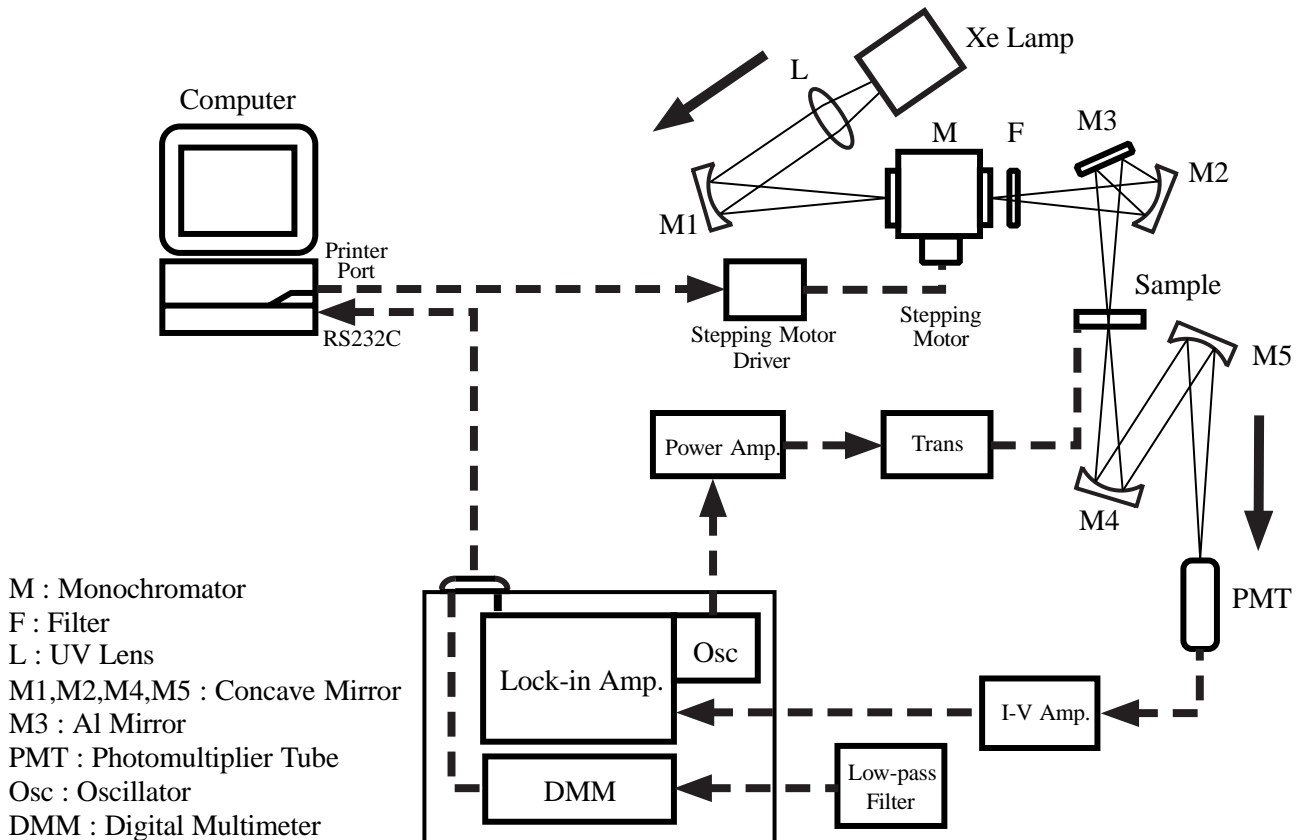 Xe Lamp
L
Computer
M
F
M3
M2
M1
Printer
Port
Sample
RS232C
Stepping Motor
Driver
Stepping
Motor
M5
Power Amp.
Trans
M4
M : Monochromator
F : Filter
L : UV Lens
M1,M2,M4,M5 : Concave Mirror
M3 : Al Mirror
PMT : Photomultiplier Tube
Osc : Oscillator
DMM : Digital Multimeter
PMT
Osc
Lock-in Amp.
I-V Amp.
DMM
Low-pass
Filter